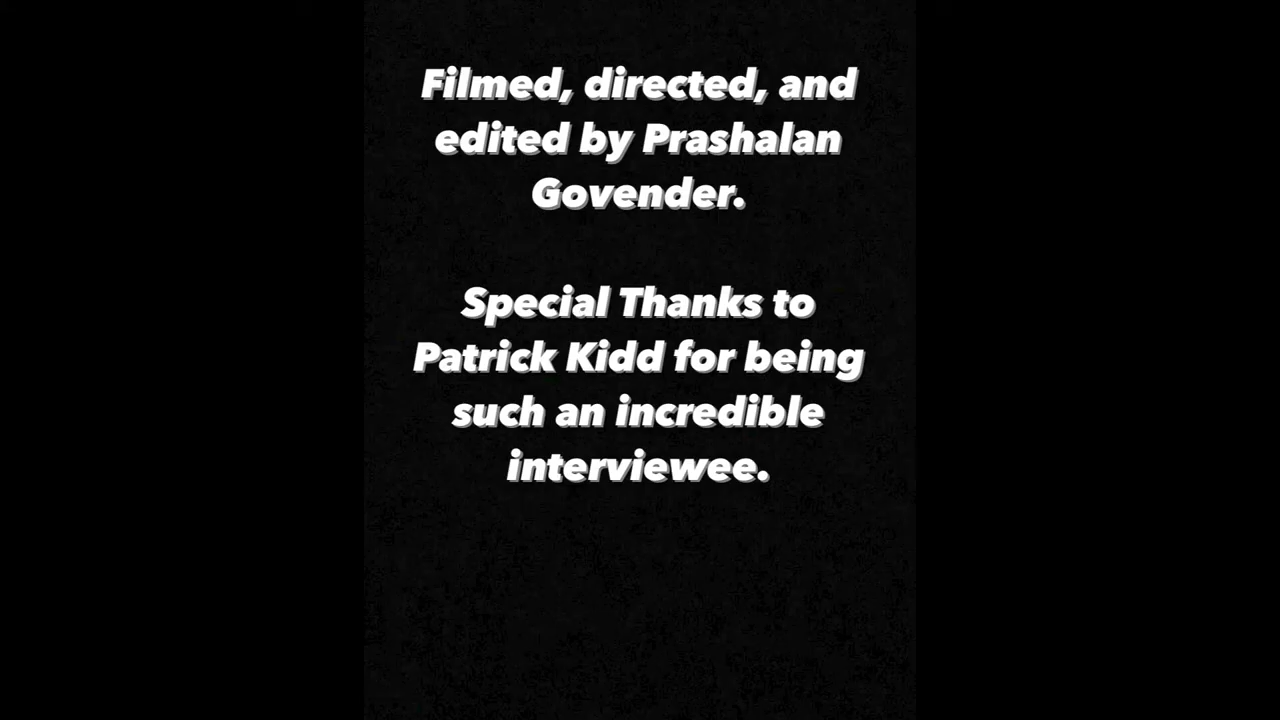 Filmed, directed, and
edited by Prashalan
Govender.
Special Thanks to
Patrick Kidd for being
such an incredible
interviewee.